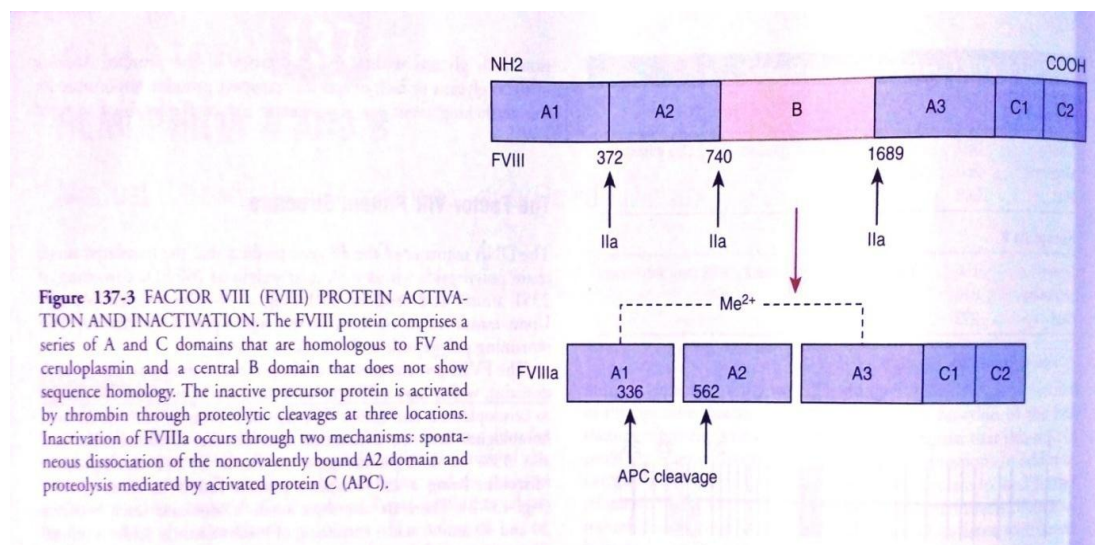 NH2 COOH
A1 A2 B A3 C1 C2
FVIII 372 740 1689
IIa IIa IIa
Figure 137-3 FACTOR VIII (FVIII) PROTEIN ACTIVA-
TION AND INACTIVATION. The FVIII protein comprises a
series of A and C domains that are homologous to FV and
ceruloplasmin and a central B domain that does not show
sequence homology. The inactive precursor protein is activated
by thrombin through proteolytic cleavages at three locations.
Inactivation of FVIIIa occurs through two mechanisms: sponta-
neous dissociation of the noncovalently bound A2 domain and
proteolysis mediated by activated protein C (APC).
Me2+
FVIIIa A1 A2 A3 C1 C2
336 562
APC cleavage